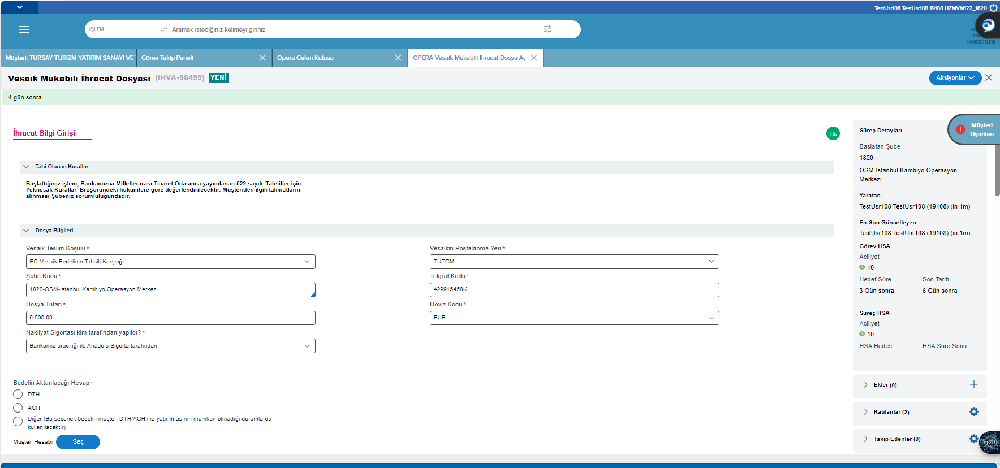 TestUsr108 TestUsr108 19108 UZMVM122_1820
İŞLEM
Aramak istediğiniz kelimeyi giriniz
HAREKETLERİ
Müşteri: TURSAY TURİZM YATIRIM SANAYİ VE
Görev Takip Paneli
Opera Gelen Kutusu
OPERA Vesaik Mukabili İhracat Dosya Aç
Vesaik Mukabili İhracat Dosyası (IHVA-96495) YENİ
Aksiyonlar
4 gün sonra
İhracat Bilgi Girişi
T&
Tabi Olunan Kurallar
Başlattığınız işlem, Bankamızca Milletlerarası Ticaret Odasınca yayımlanan 522 sayılı 'Tahsiller için
Yeknesak Kurallar' Broşüründeki hükümlere göre değerlendirilecektir. Müşteriden ilgili talimatların
alınması Şubeniz sorumluluğundadır.
Dosya Bilgileri
Vesaik Teslim Koşulu *
EC-Vesaik Bedelinin Tahsili Karşılığı
Vesaikin Postalanma Yeri *
TUTOM
Şube Kodu *
1820-OSM-İstanbul Kambiyo Operasyon Merkezi
Telgraf Kodu *
429915458K
Dosya Tutarı *
5.000,00
Döviz Kodu *
EUR
Nakliyat Sigortası kim tarafından yapıldı? *
Bankamız aracılığı ile Anadolu Sigorta tarafından
Bedelin Aktarılacağı Hesap *
DTH
ACH
Diğer (Bu seçenek bedelin müşteri DTH/ACH'ına yatırılmasının mümkün olmadığı durumlarda
kullanılacaktır)
Müşteri Hesabı Seç -
Müşteri
Uyarıları
Süreç Detayları
Başlatan Şube
1820
OSM-İstanbul Kambiyo Operasyon
Merkezi
Yaratan
TestUsr108 TestUsr108 (19108) (in 1m)
En Son Güncelleyen
TestUsr108 TestUsr108 (19108) (in 1m)
Görev HSA
Aciliyet
10
Hedef Süre Son Tarih
3 Gün sonra 6 Gün sonra
Süreç HSA
Aciliyet
10
HSA Hedefi HSA Süre Sonu
Ekler (0)
Katılanlar (2)
Takip Edenler (0)